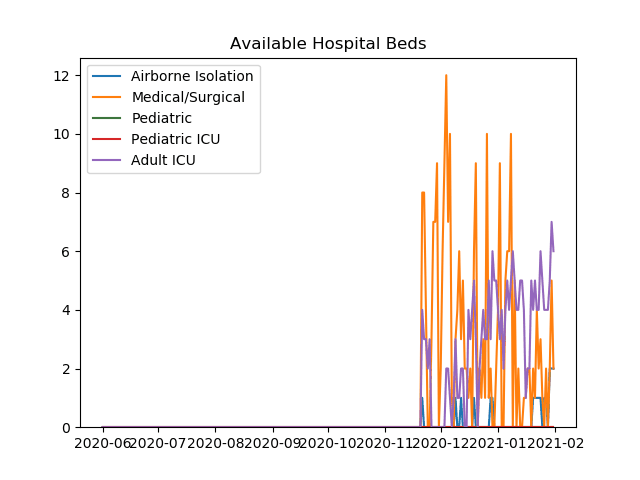 Available Hospital Beds
Airborne Isolation
Medical/Surgical
Pediatric
Pediatric ICU
Adult ICU
12
10
8
6
4
2
0
2020-06 2020-07 2020-08 2020-09 2020-10 2020-11 2020-12 2021-01 2021-02